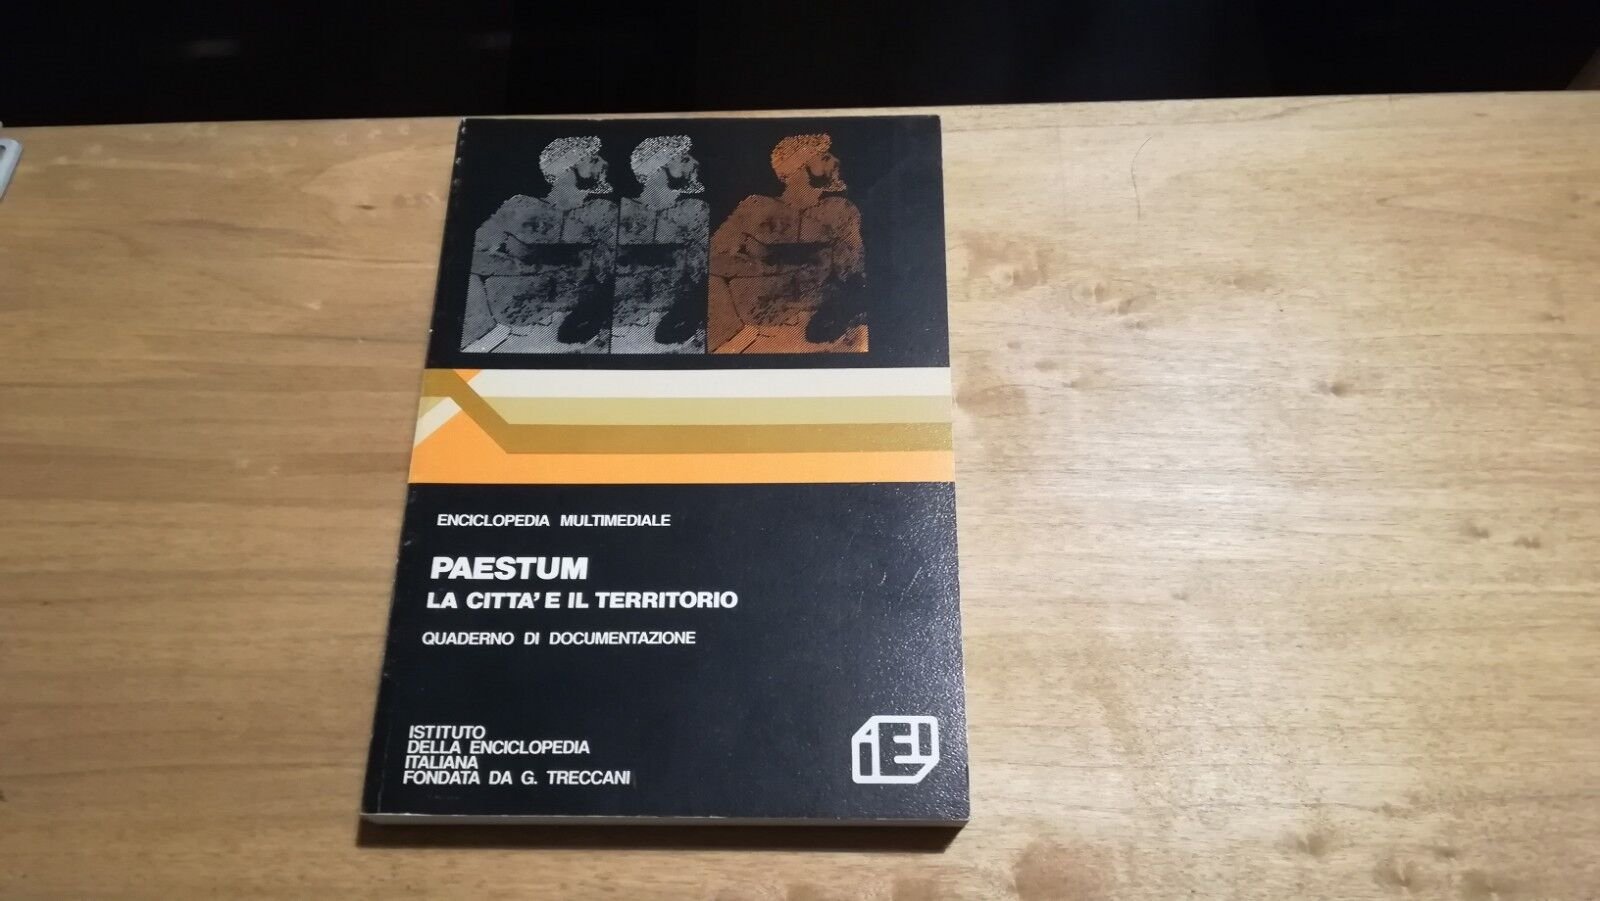 ENCICLOPEDIA MULTIMEDIALE
PAESTUM
LA CITTA' E IL TERRITORIO
QUADERNO DI DOCUMENTAZIONE
ISTITUTO
DELLA ENCICLOPEDIA
ITALIANA
FONDATA DA G. TRECCANI
iEI